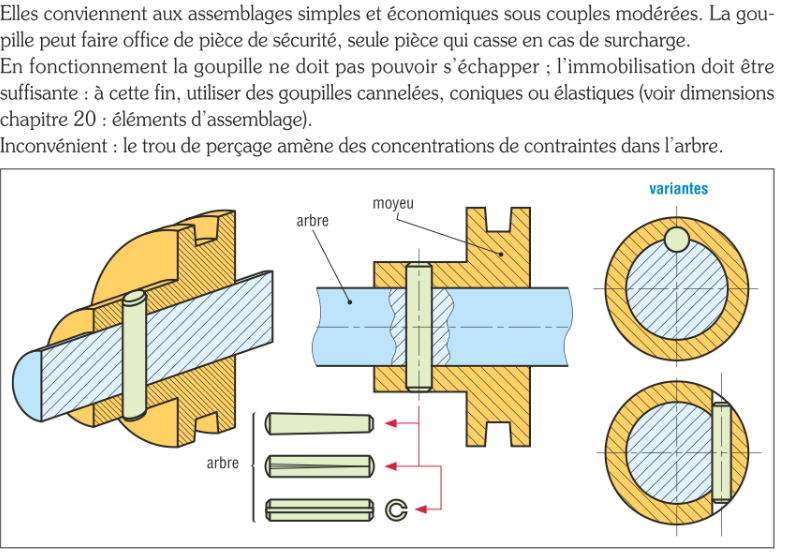 Elles conviennent aux assemblages simples et économiques sous couples modérées. La gou-
pille peut faire office de pièce de sécurité, seule pièce qui casse en cas de surcharge.
En fonctionnement la goupille ne doit pas pouvoir s’échapper ; l’immobilisation doit être
suffisante : à cette fin, utiliser des goupilles cannelées, coniques ou élastiques (voir dimensions
chapitre 20 : éléments d’assemblage).
Inconvénient : le trou de perçage amène des concentrations de contraintes dans l’arbre.
variantes
moyeu
arbre
arbre